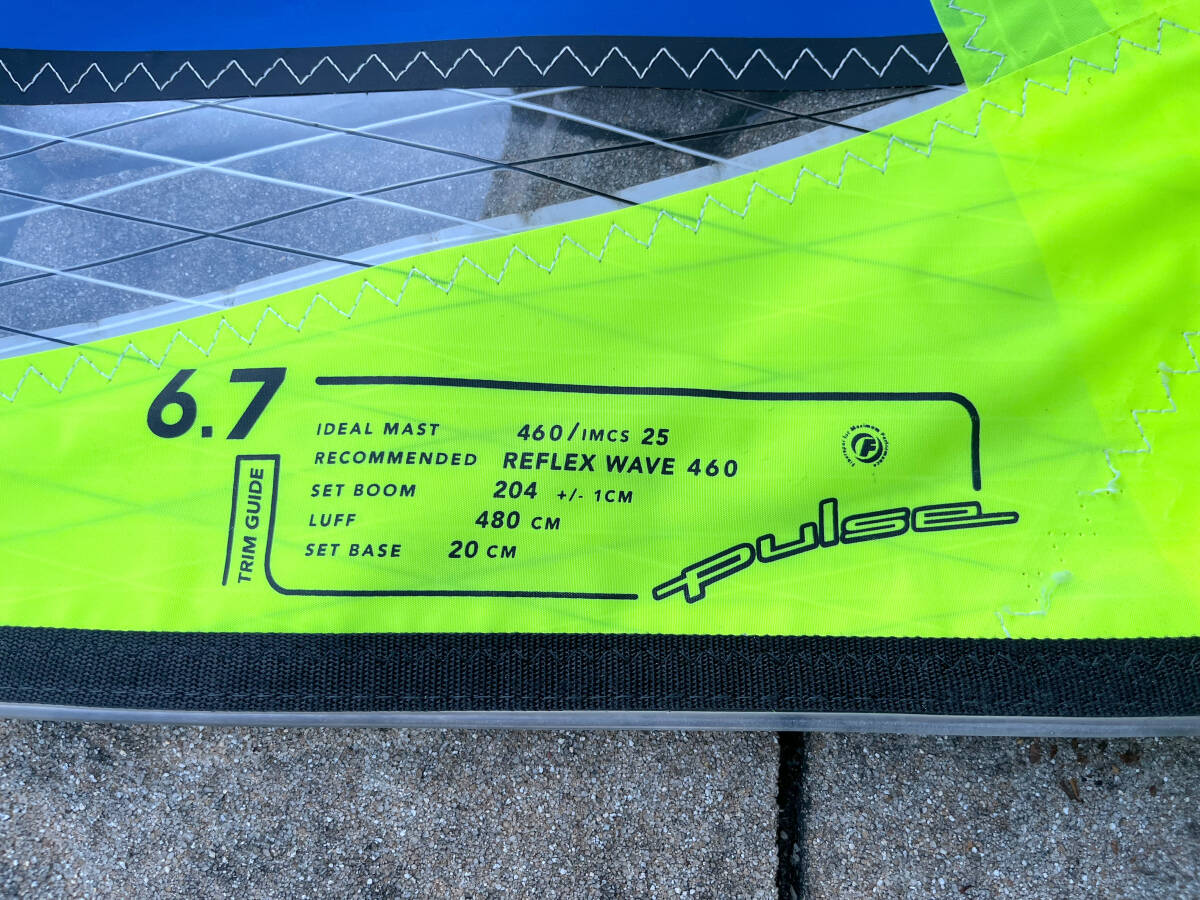 6.7
IDEAL MAST 460/IMCS 25
RECOMMENDED REFLEX WAVE 460
SET BOOM 204 +/- 1CM
LUFF 480 CM
SET BASE 20 CM
TRIM GUIDE
F
pulse